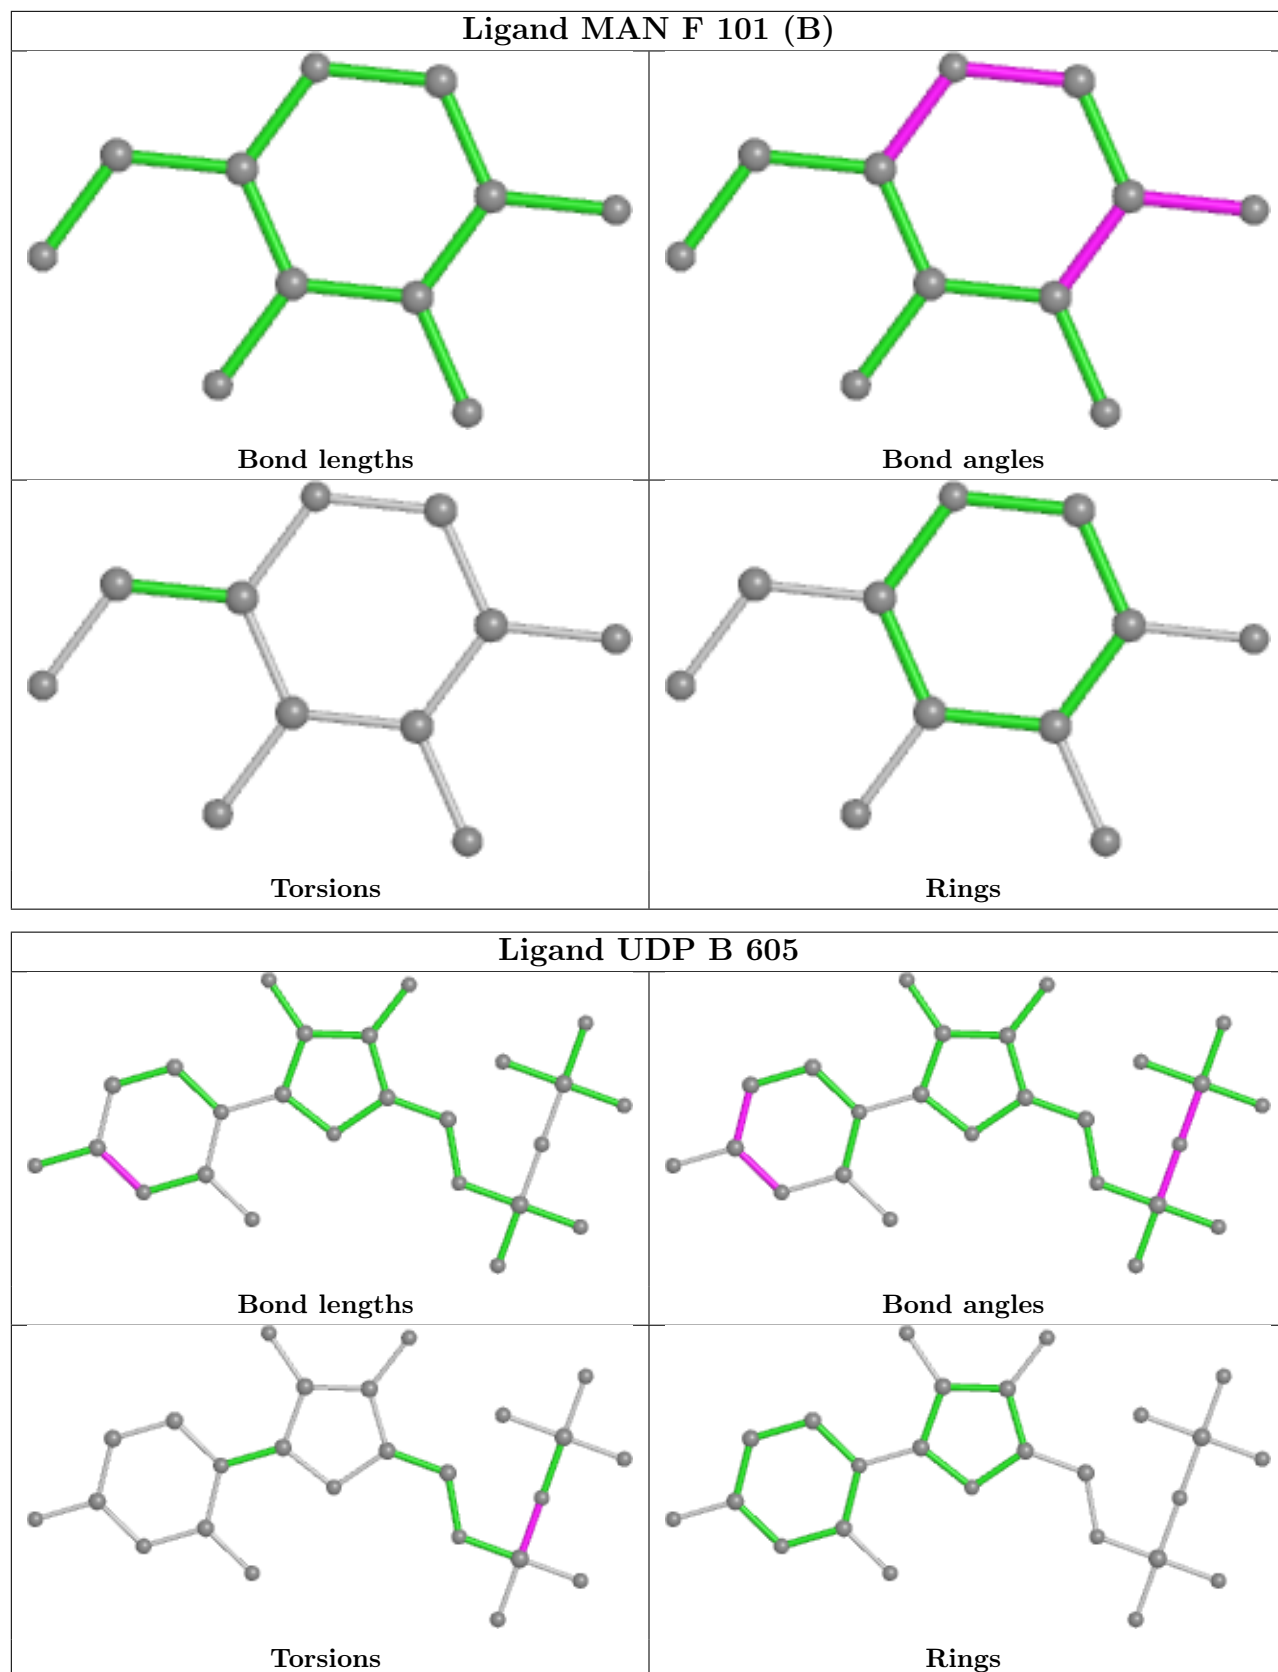 Ligand MAN F 101 (B)
Bond lengths
Bond angles
Torsions
Rings
Ligand UDP B 605
Bond lengths
Bond angles
Torsions
Rings